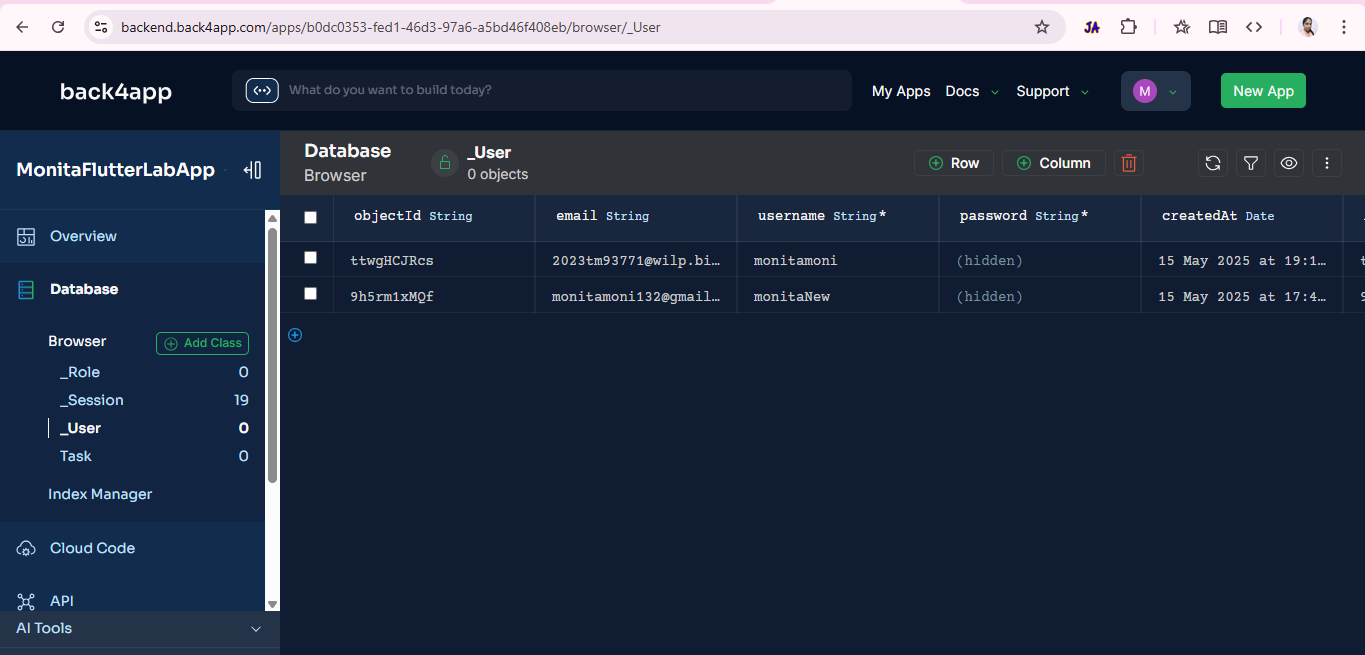 backend.back4app.com/apps/b0dc0353-fed1-46d3-97a6-a5bd46f408eb/browser/_User
JA
back4app
What do you want to build today?
My Apps Docs Support
M
New App
MonitaFlutterLabApp
Database
Browser
_User
0 objects
Row
Column
objectId String email String username String* password String* createdAt Date
ttwgHCJRcs 2023tm93771@wilp.bi… monitamoni (hidden) 15 May 2025 at 19:1…
9h5rm1xMQf monitamoni132@gmail… monitaNew (hidden) 15 May 2025 at 17:4…
Overview
Database
Browser Add Class
_Role 0
_Session 19
_User 0
Task 0
Index Manager
Cloud Code
API
AI Tools